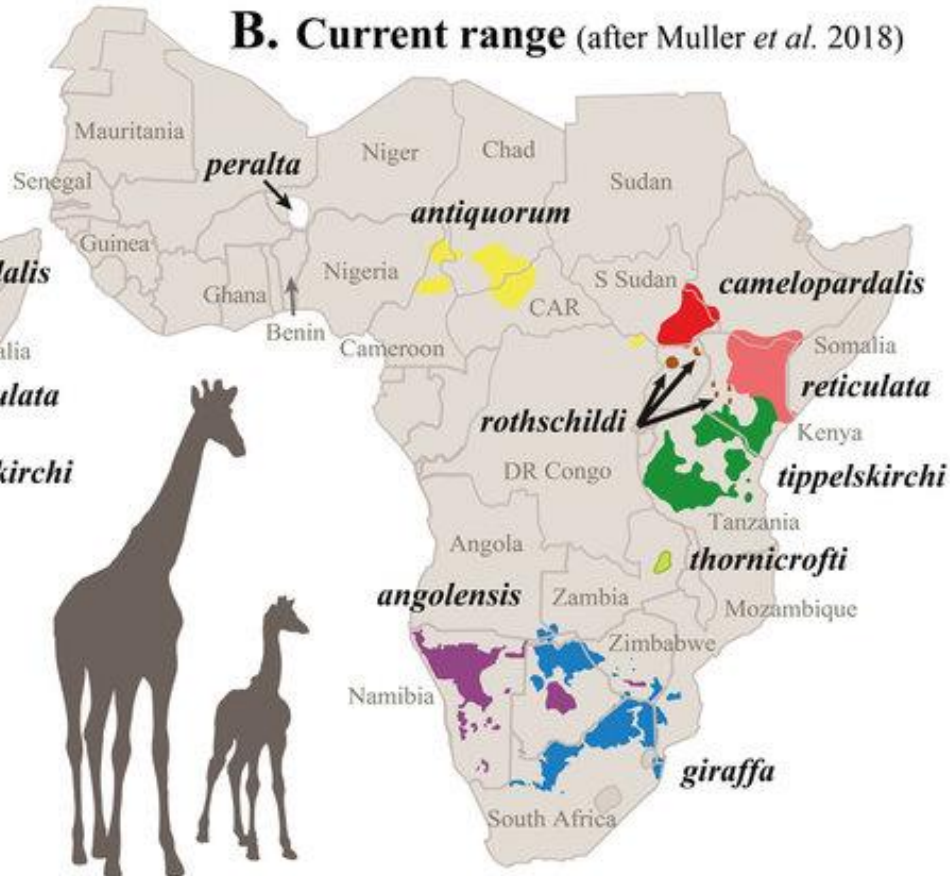 B. Current range (after Muller et al. 2018)
Mauritania
Niger
Chad
Sudan
peralta
Senegal
antiquorum
Guinea
Nigeria
S Sudan
camelopardalis
dalis
Ghana
CAR
Benin
Cameroon
Somalia
alia
reticulata
ulata
rothschildi
Kenya
DR Congo
tippelskirchi
kirchi
Tanzania
Angola
thornicrofti
angolensis
Zambia
Mozambique
Zimbabwe
Namibia
giraffa
South Africa